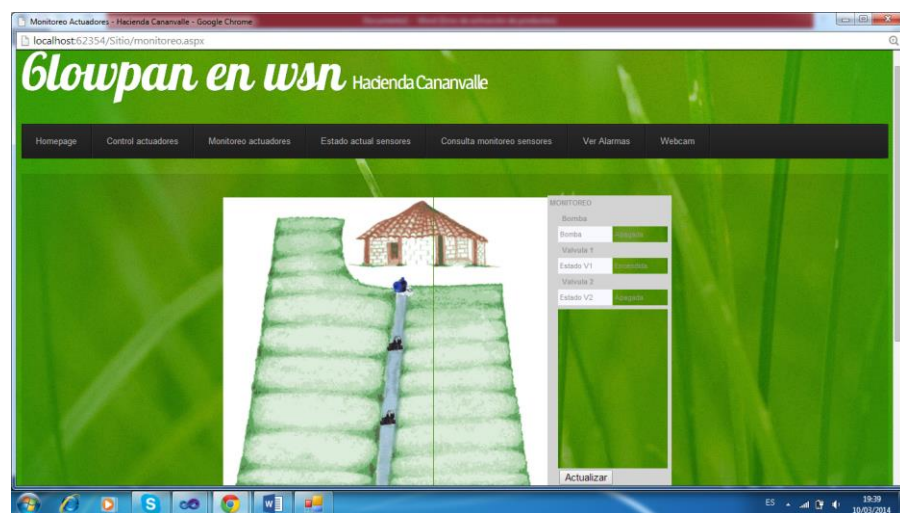 Monitoreo Actuadores - Hacienda Cananvalle - Google Chrome
localhost:62354/Sitio/monitoreo.aspx
6lowpan en wsn Hacienda Cananvalle
Homepage Control actuadores Monitoreo actuadores Estado actual sensores Consulta monitoreo sensores Ver Alarmas Webcam
MONITOREO
Bomba
Bomba Apagada
Valvula 1
Estado V1 Encendida
Valvula 2
Estado V2 Apagada
Actualizar
ES 19:39
10/03/2014